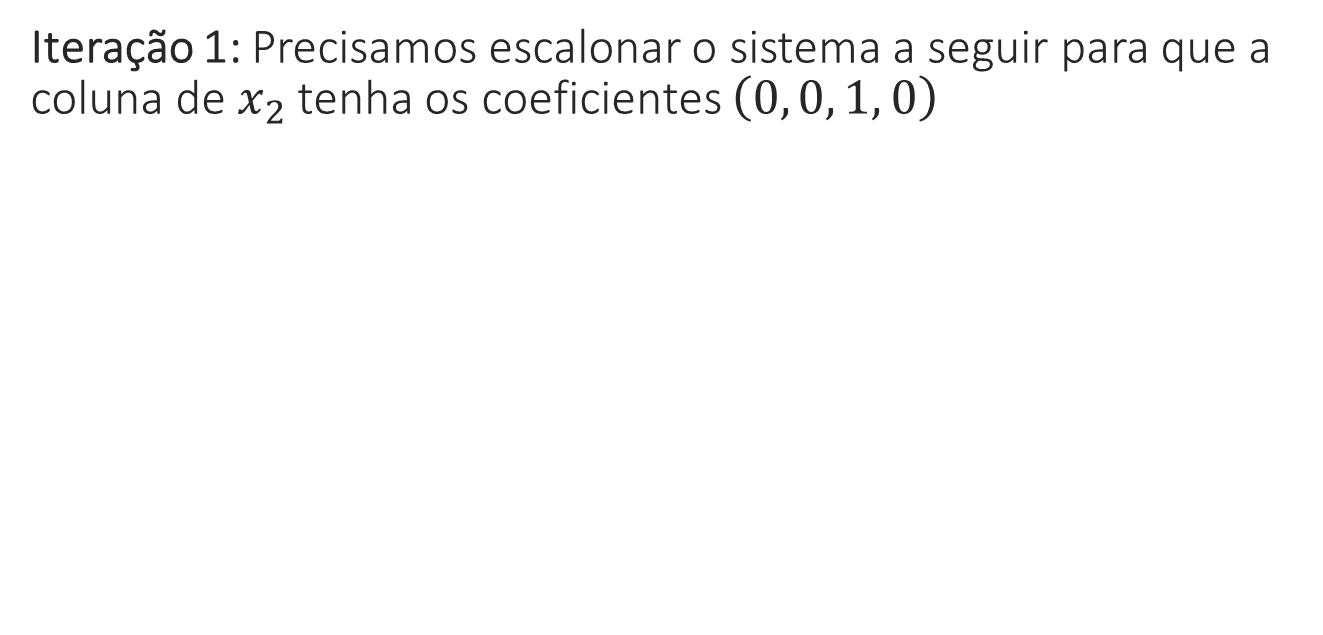 Iteração 1: Precisamos escalonar o sistema a seguir para que a
coluna de x₂ tenha os coeficientes (0, 0, 1, 0)